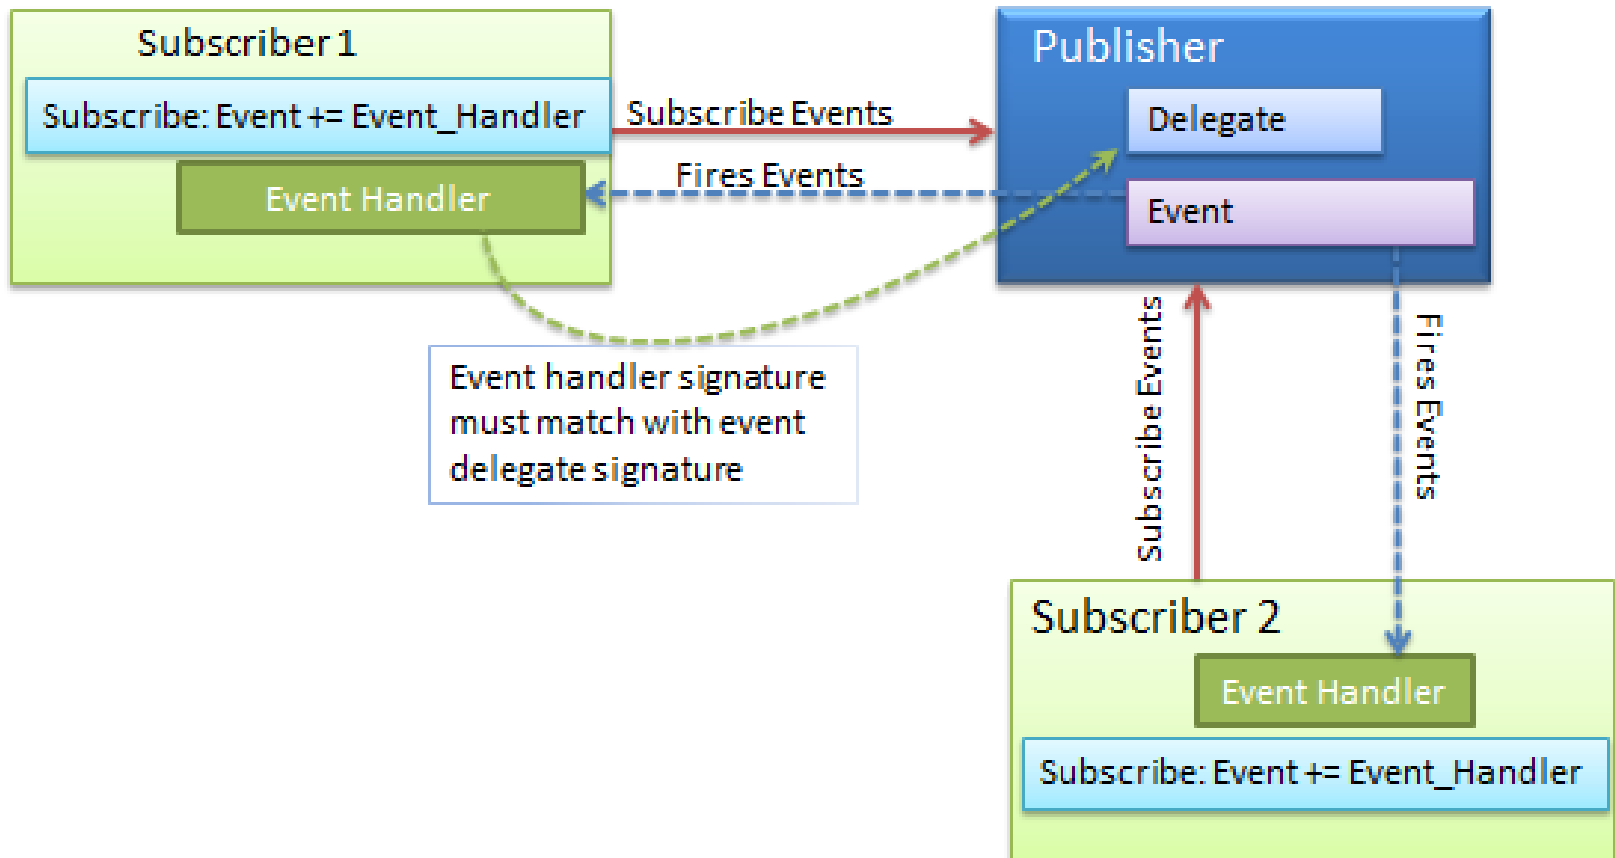 Subscriber 1
Subscribe: Event += Event_Handler
Event Handler
Subscribe Events
Fires Events
Publisher
Delegate
Event
Event handler signature
must match with event
delegate signature
Subscribe Events
Fires Events
Subscriber 2
Event Handler
Subscribe: Event += Event_Handler